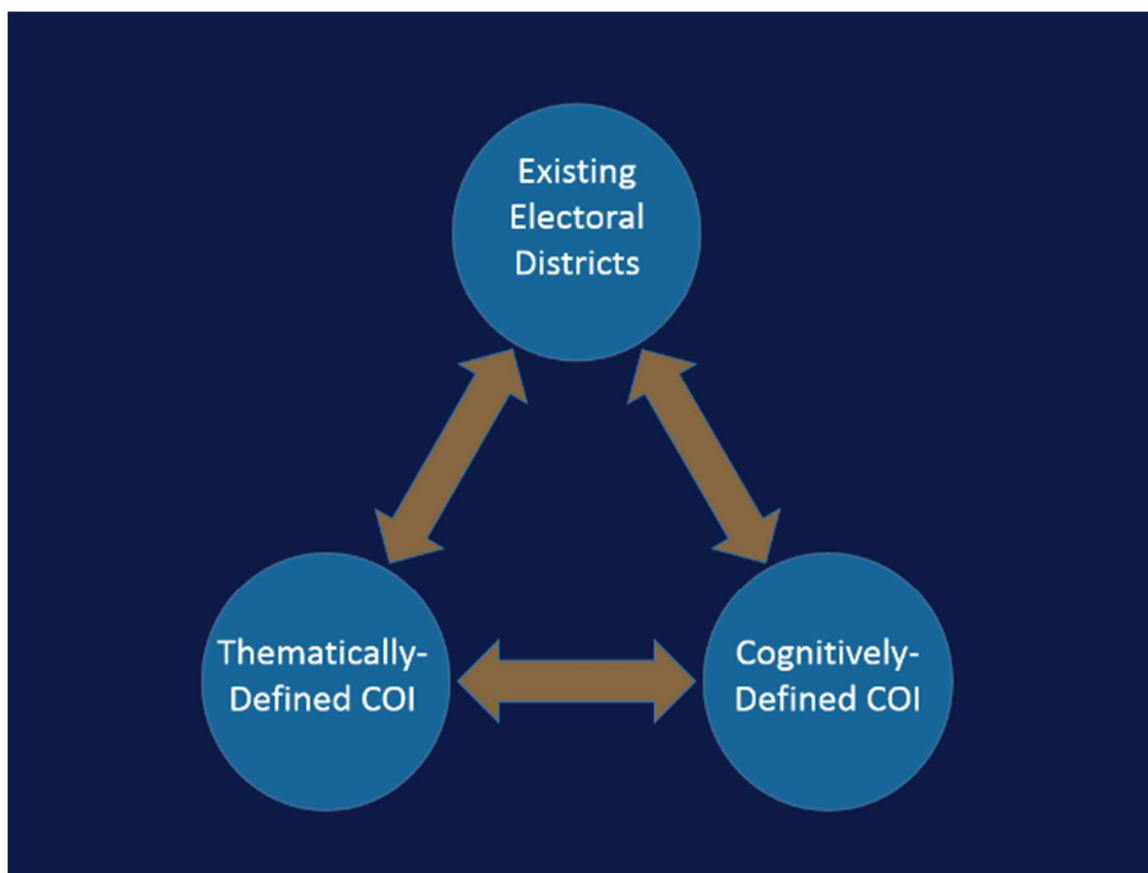 Existing
Electoral
Districts
Thematically-
Defined COI
Cognitively-
Defined COI